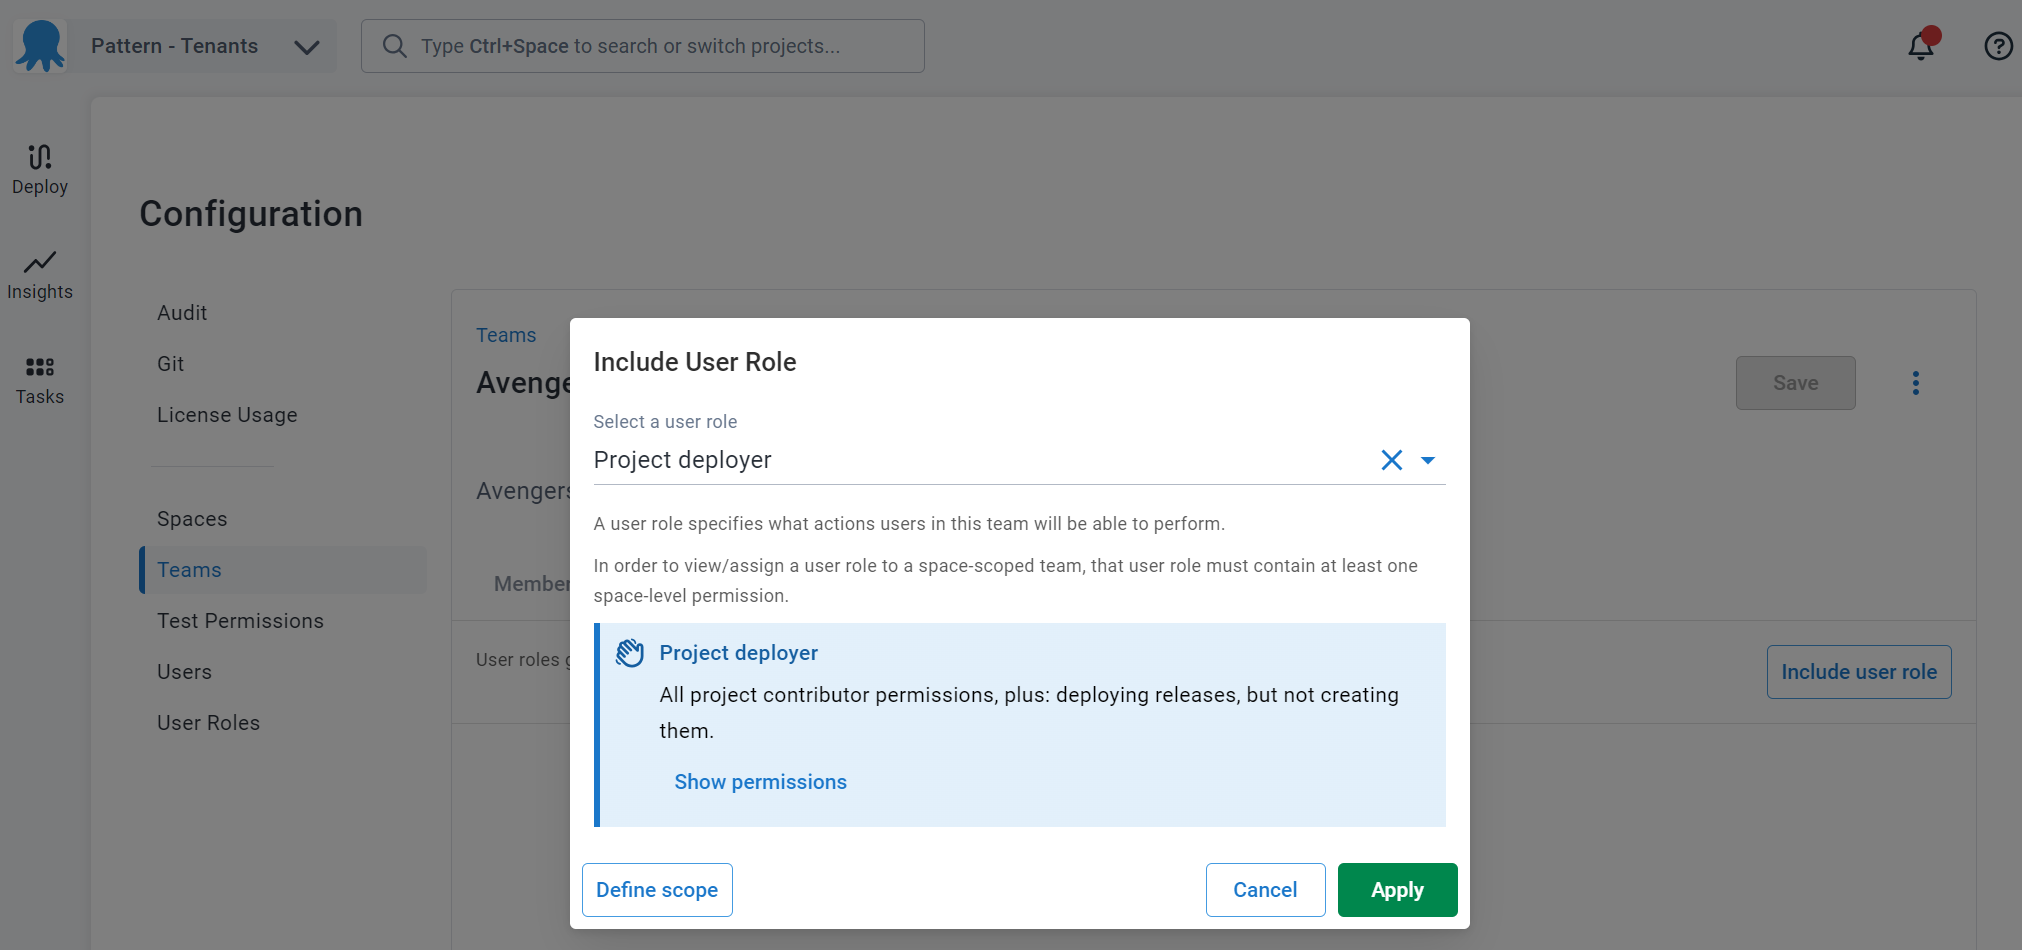 Pattern - Tenants
Type Ctrl+Space to search or switch projects...
Deploy
Insights
Tasks
Configuration
Audit
Git
License Usage
Spaces
Teams
Test Permissions
Users
User Roles
Teams
Avenge
Save
Avengers
Member
User roles g
Include user role
Include User Role
Select a user role
Project deployer
A user role specifies what actions users in this team will be able to perform.
In order to view/assign a user role to a space-scoped team, that user role must contain at least one
space-level permission.
Project deployer
All project contributor permissions, plus: deploying releases, but not creating
them.
Show permissions
Define scope
Cancel
Apply